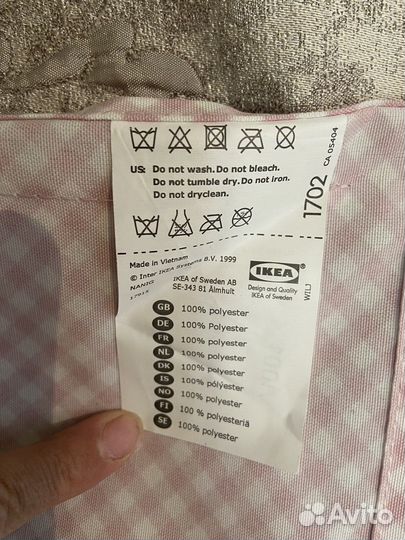 US: Do not wash. Do not bleach.
Do not tumble dry. Do not iron.
Do not dryclean.
1702
CA 05404
Made in Vietnam
© Inter IKEA Systems B.V. 1999
IKEA of Sweden AB
SE-343 81 Älmhult
IKEA
Design and Quality
IKEA of Sweden
GB 100% polyester
DE 100% Polyester
FR 100% polyester
NL 100% polyester
DK 100% polyester
IS 100% pólýester
NO 100% polyester
FI 100 % polyesteriä
SE 100% polyester
Avito